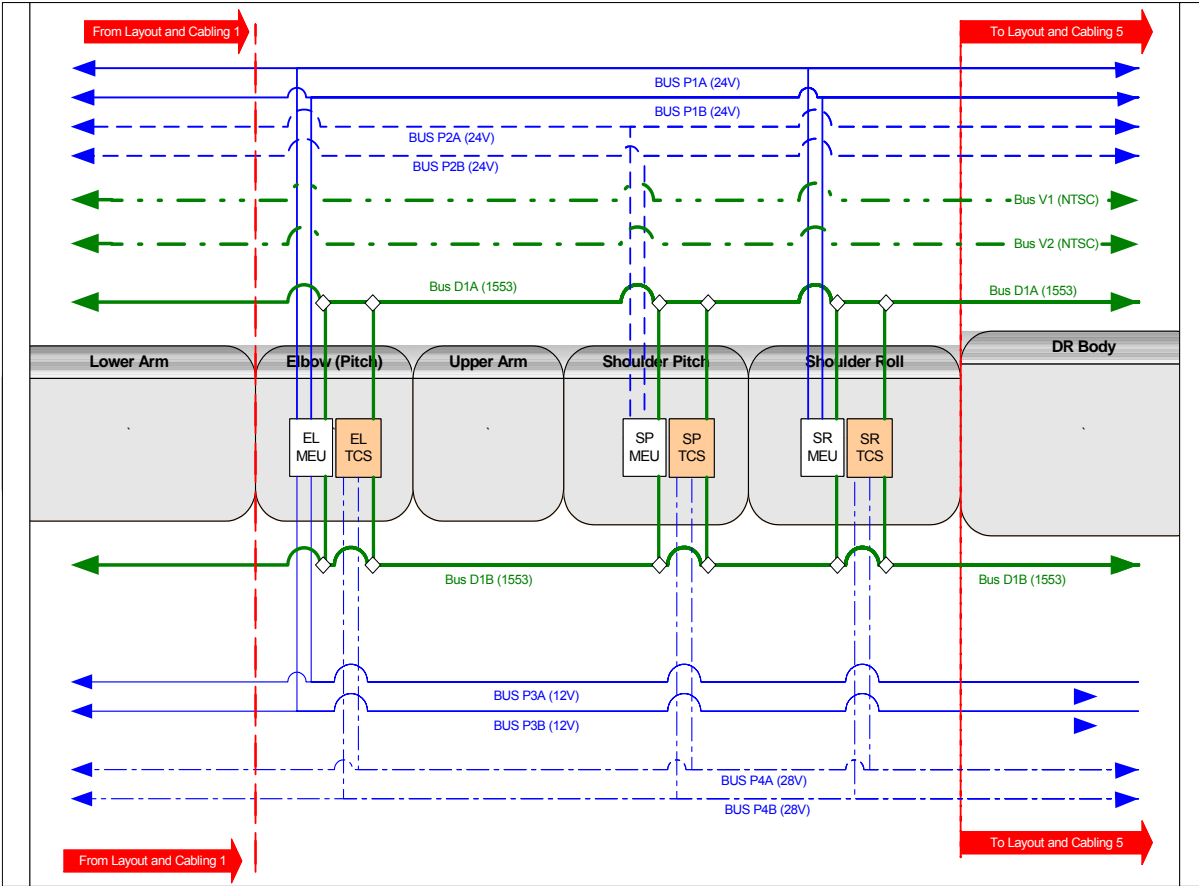 From Layout and Cabling 1
To Layout and Cabling 5
BUS P1A (24V)
BUS P1B (24V)
BUS P2A (24V)
BUS P2B (24V)
Bus V1 (NTSC)
Bus V2 (NTSC)
Bus D1A (1553)
Bus D1A (1553)
Lower Arm
Elbow (Pitch)
Upper Arm
Shoulder Pitch
Shoulder Roll
DR Body
EL
MEU
EL
TCS
SP
MEU
SP
TCS
SR
MEU
SR
TCS
Bus D1B (1553)
Bus D1B (1553)
BUS P3A (12V)
BUS P3B (12V)
BUS P4A (28V)
BUS P4B (28V)
From Layout and Cabling 1
To Layout and Cabling 5